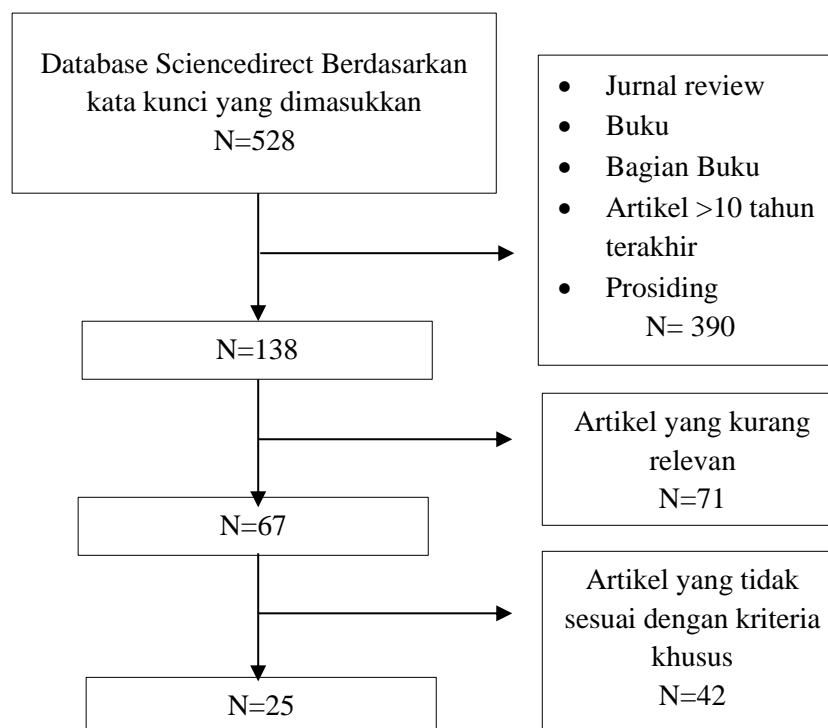 Database Sciencedirect Berdasarkan
kata kunci yang dimasukkan
N=528
• Jurnal review
• Buku
• Bagian Buku
• Artikel >10 tahun
terakhir
• Prosiding
N= 390
N=138
Artikel yang kurang
relevan
N=71
N=67
Artikel yang tidak
sesuai dengan kriteria
khusus
N=42
N=25